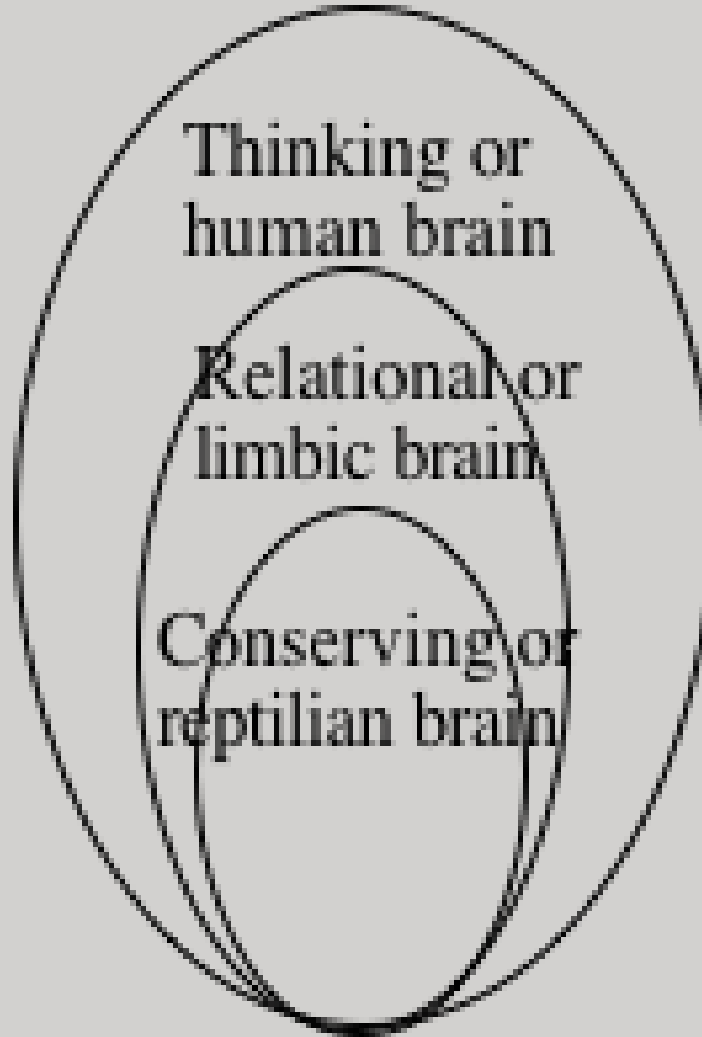 Thinking or
human brain
Relational or
limbic brain
Conserving or
reptilian brain